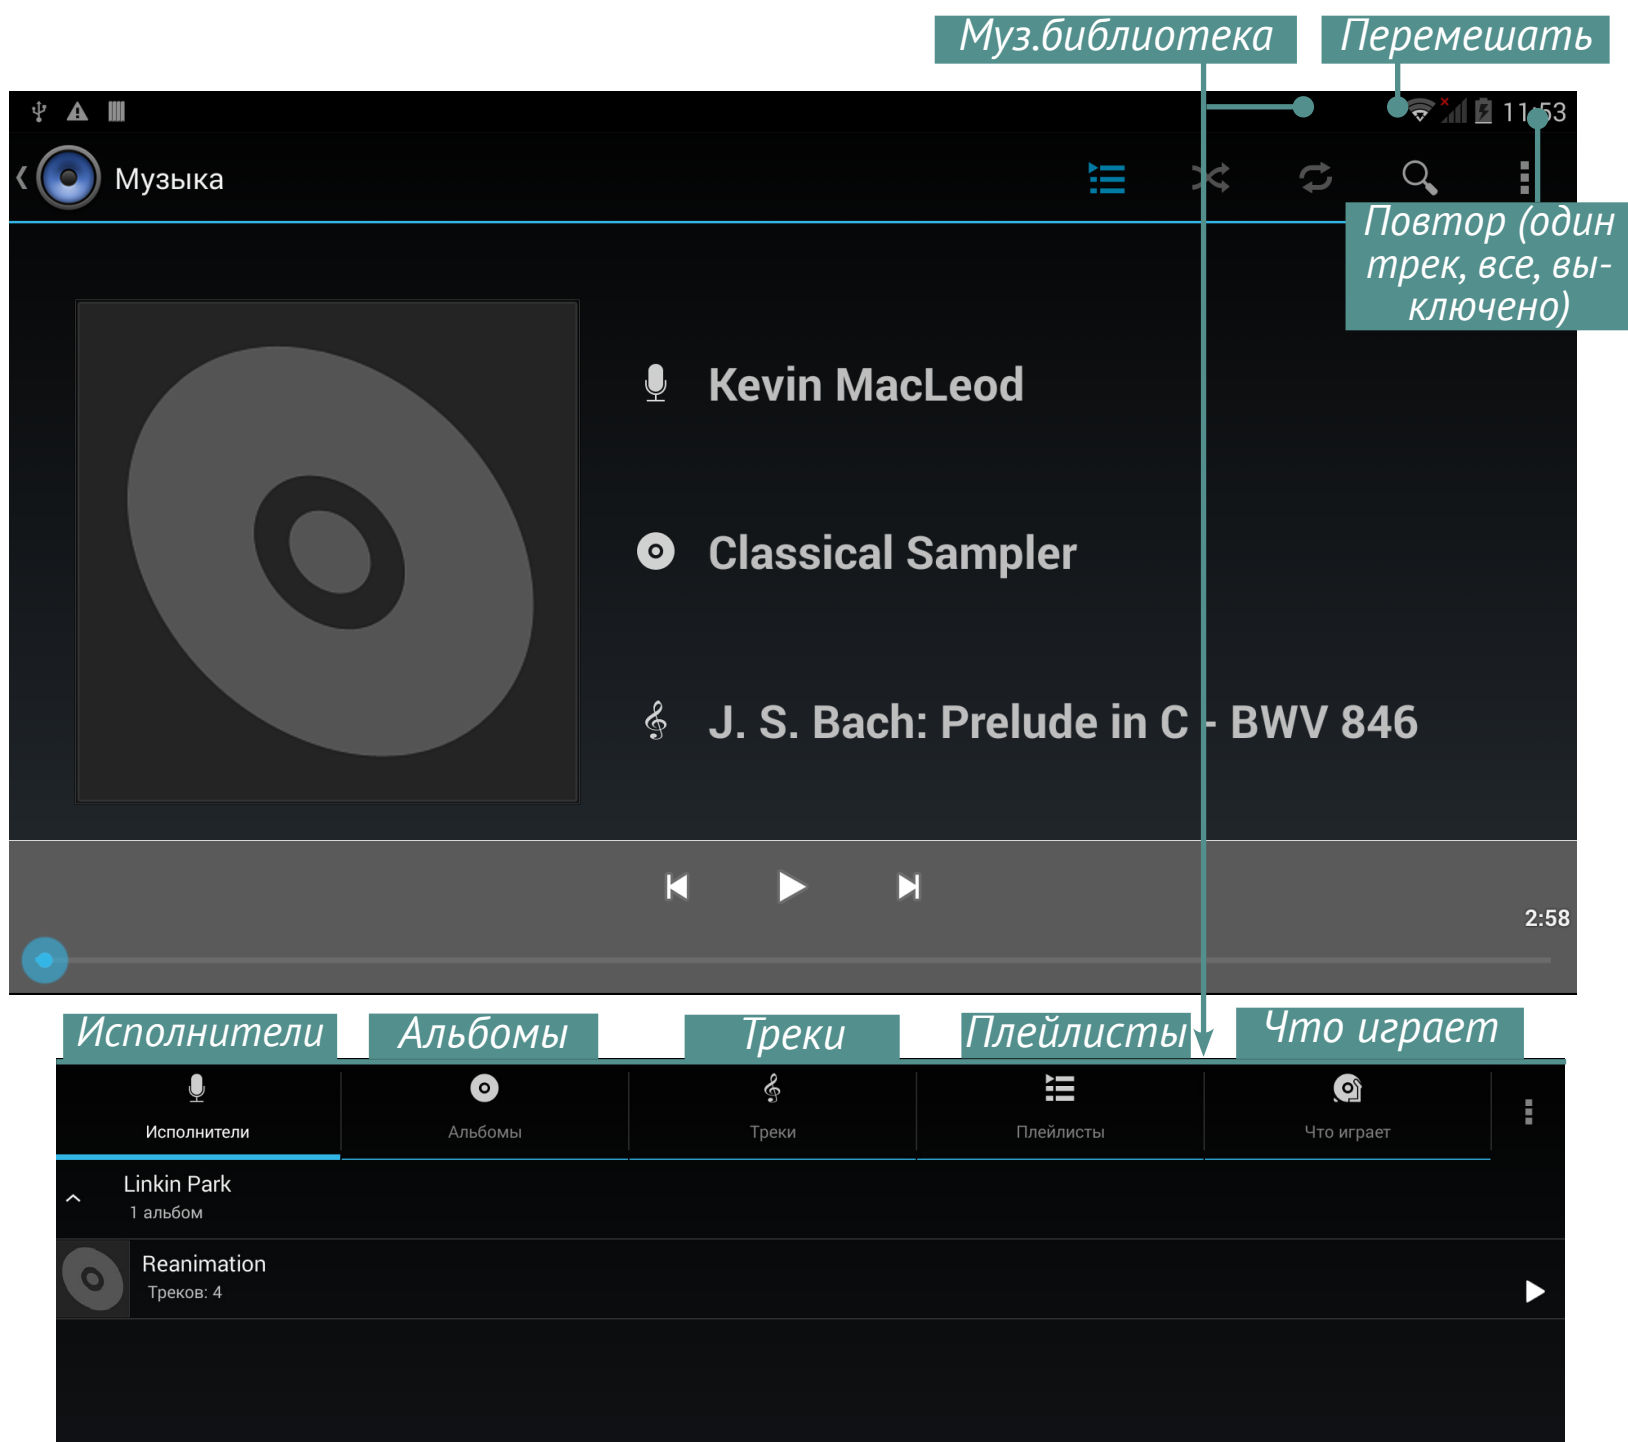 Муз.библиотека
Перемешать
11:53
Музыка
Повтор (один
трек, все, вы-
ключено)
Kevin MacLeod
Classical Sampler
J. S. Bach: Prelude in C - BWV 846
2:58
Исполнители
Альбомы
Треки
Плейлисты
Что играет
Исполнители
Альбомы
Треки
Плейлисты
Что играет
Linkin Park
1 альбом
Reanimation
Треков: 4